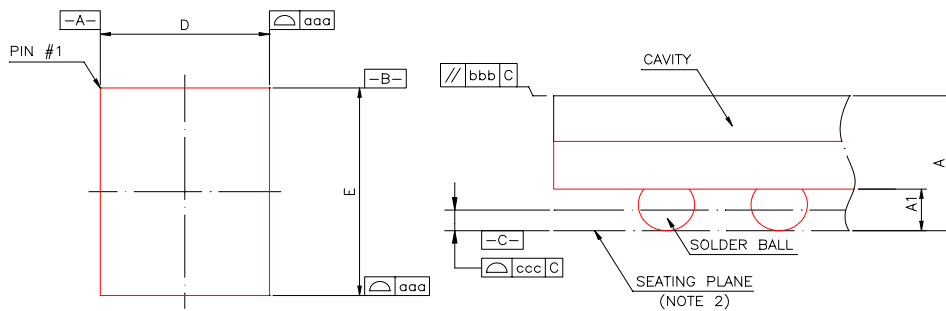 -A-
D
⌓ aaa
PIN #1
-B-
E
⌓ aaa
// bbb C
CAVITY
A
A1
-C-
SOLDER BALL
⌓ ccc C
SEATING PLANE
(NOTE 2)